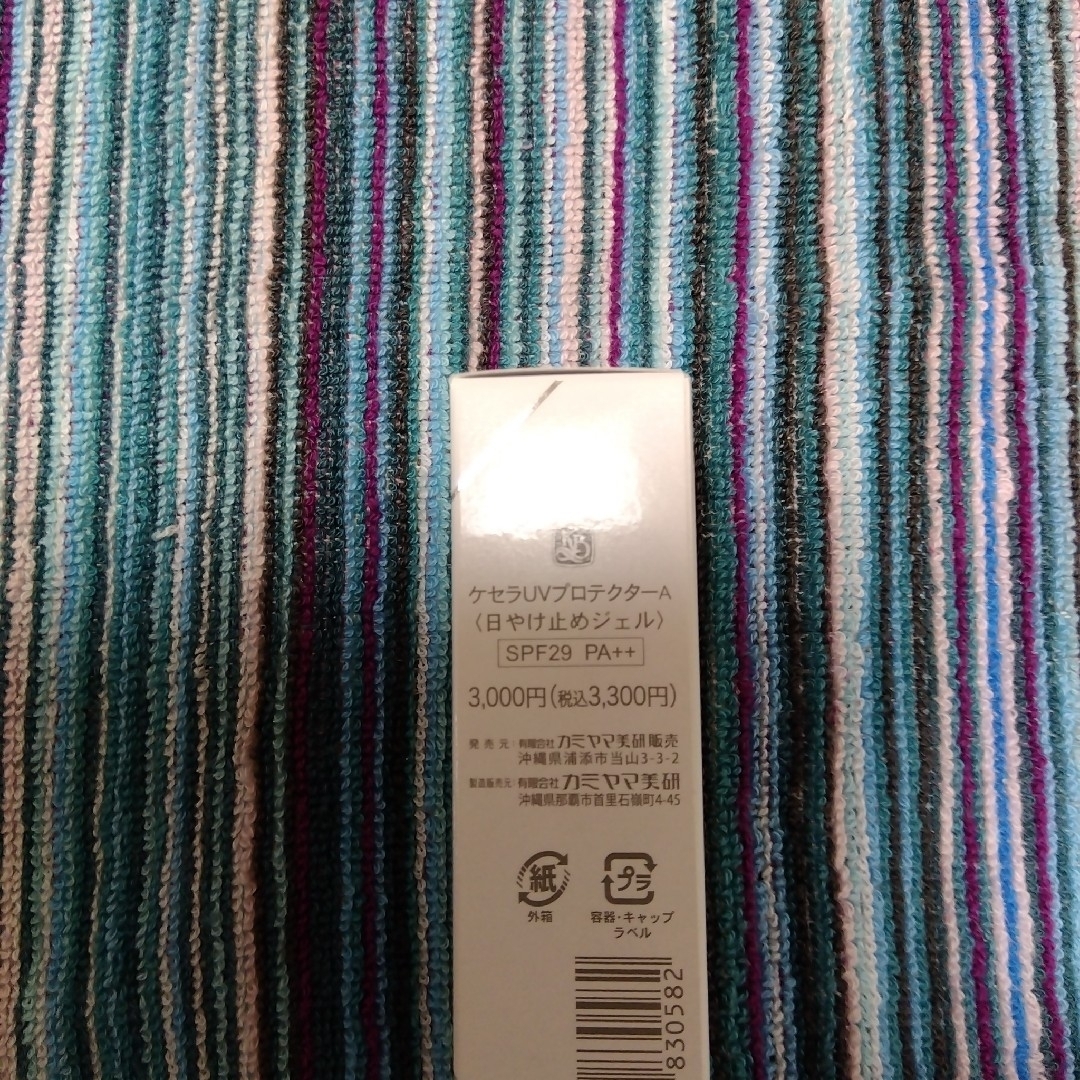 ケセラUVプロテクターA
〈日やけ止めジェル〉
SPF29 PA++
3,000円(税込3,300円)
発売元:有限会社カミヤマ美研販売
沖縄県浦添市当山3-3-2
製造販売元:有限会社カミヤマ美研
沖縄県那覇市首里石嶺町4-45
紙
外箱
プラ
容器・キャップ
ラベル
830582